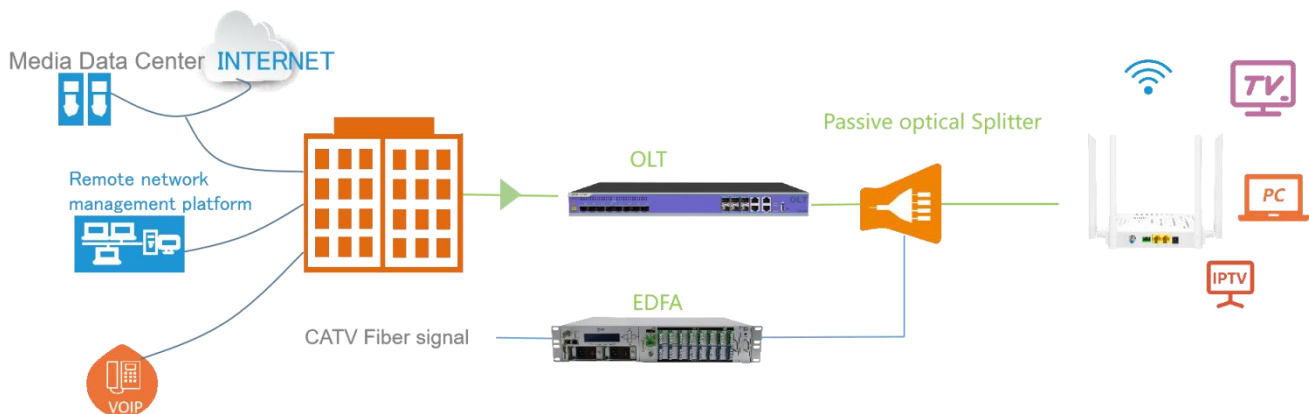 Media Data Center INTERNET
Remote network
management platform
VOIP
OLT
OLT
CATV Fiber signal
EDFA
Passive optical Splitter
TV
PC
IPTV